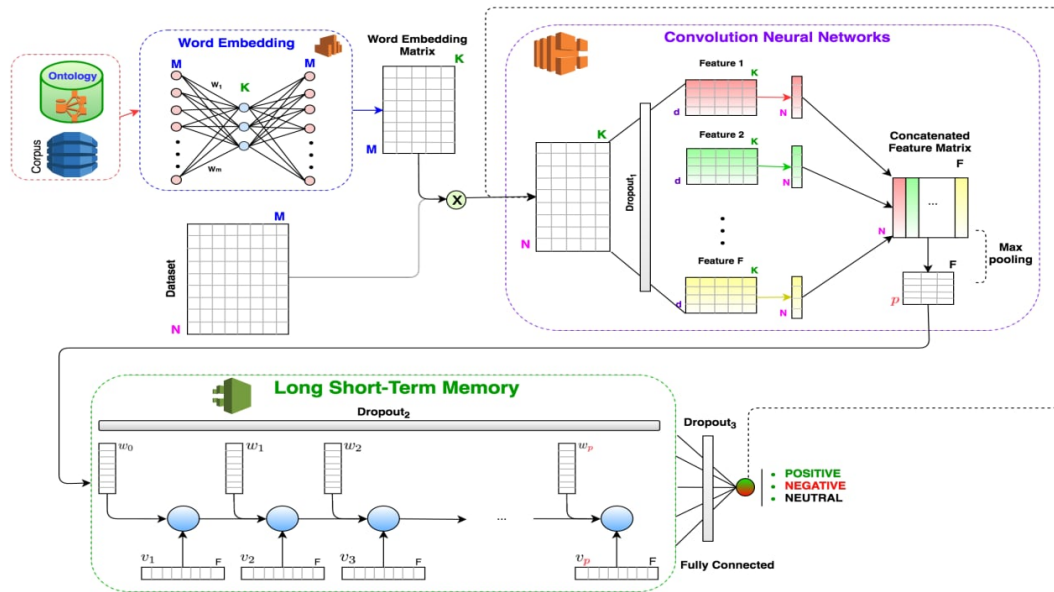 Word Embedding
M
K
M
W1
Wm
Ontology
Corpus
Word Embedding
Matrix
K
M
X
Dataset
M
N
Convolution Neural Networks
K
N
Dropout1
Feature 1
K
d
N
Feature 2
d
N
Feature F
K
d
N
Concatenated
Feature Matrix
F
...
N
Max
pooling
F
p
Long Short-Term Memory
Dropout2
w0
w1
w2
wp
...
v1
F
v2
F
v3
F
vp
F
Dropout3
Fully Connected
POSITIVE
NEGATIVE
NEUTRAL